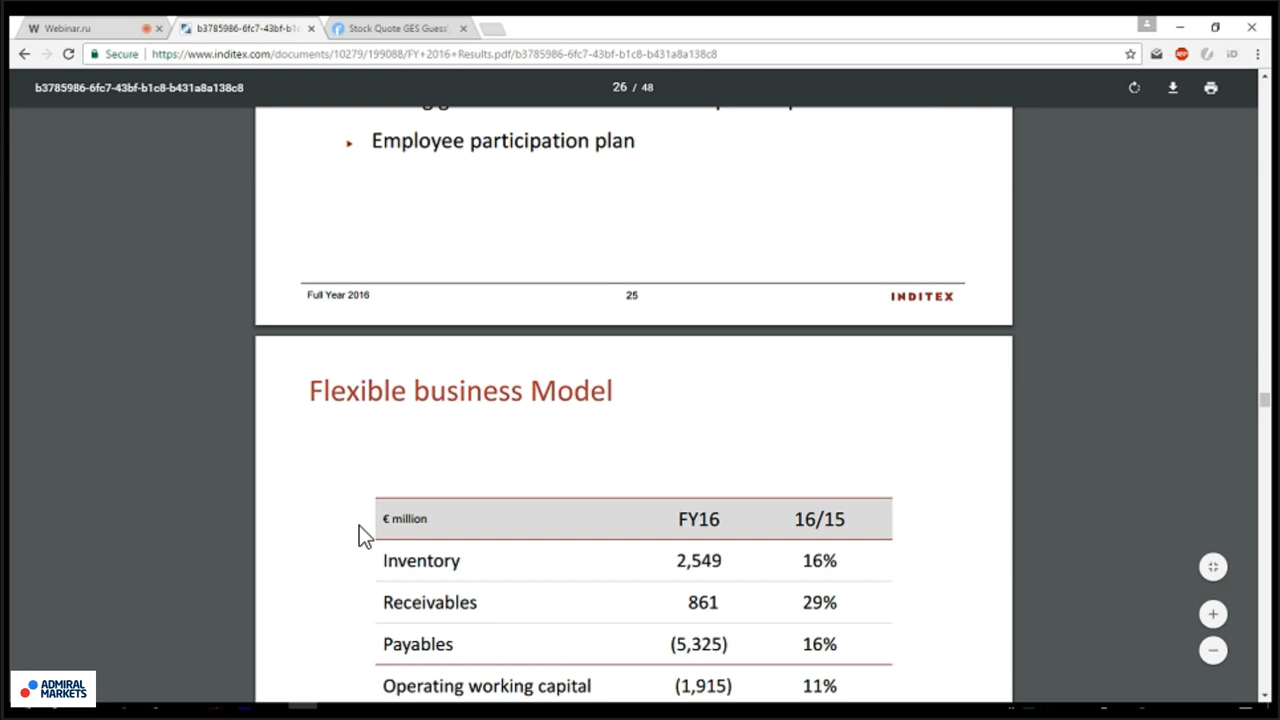 W Webinar.ru
b3785986-6fc7-43bf-b1c
Stock Quote GES Guess
Secure
https://www.inditex.com/documents/10279/199088/FY+2016+Results.pdf/b3785986-6fc7-43bf-b1c8-b431a8a138c8
b3785986-6fc7-43bf-b1c8-b431a8a138c8
26 / 48
Employee participation plan
Full Year 2016
25
INDITEX
Flexible business Model
€ million FY16 16/15
Inventory 2,549 16%
Receivables 861 29%
Payables (5,325) 16%
Operating working capital (1,915) 11%
ADMIRAL
MARKETS